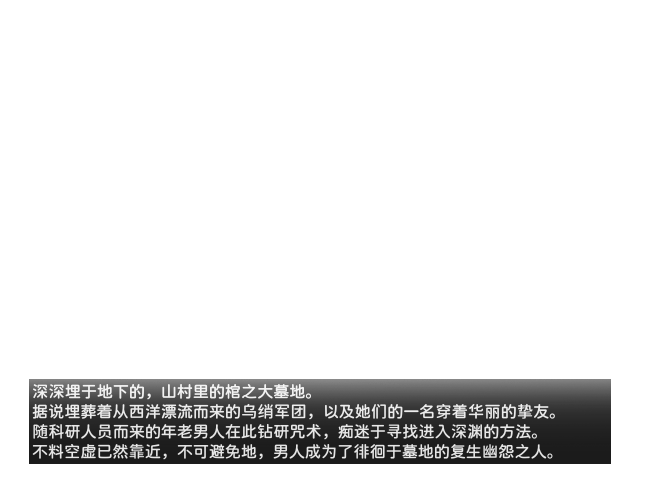 深深埋于地下的，山村里的棺之大墓地。
据说埋葬着从西洋漂流而来的乌绡军团，以及她们的一名穿着华丽的挚友。
随科研人员而来的年老男人在此钻研咒术，痴迷于寻找进入深渊的方法。
不料空虚已然靠近，不可避免地，男人成为了徘徊于墓地的复生幽怨之人。